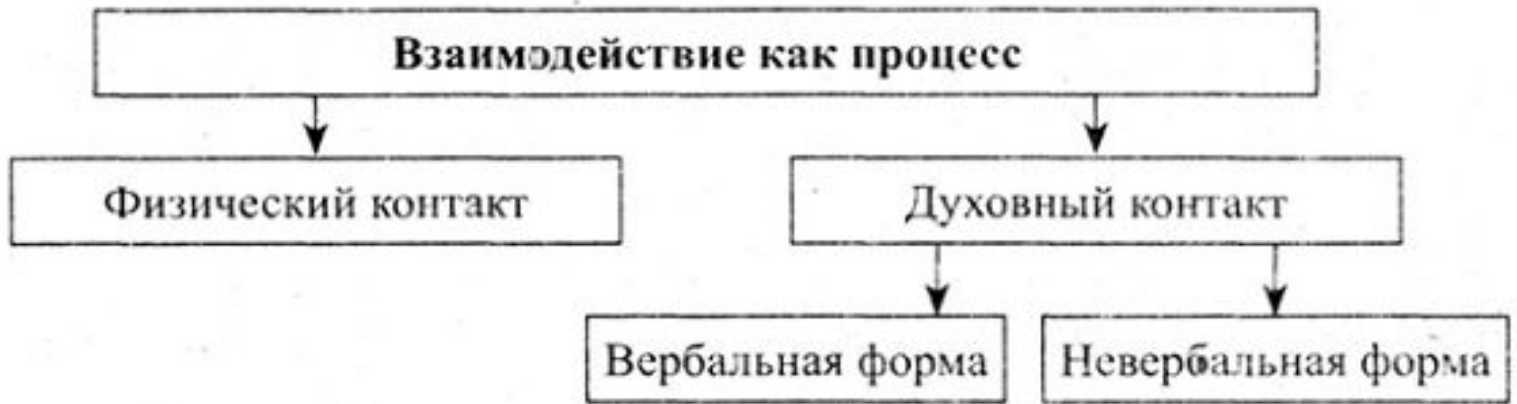 Взаимодействие как процесс
Физический контакт
Духовный контакт
Вербальная форма
Невербальная форма